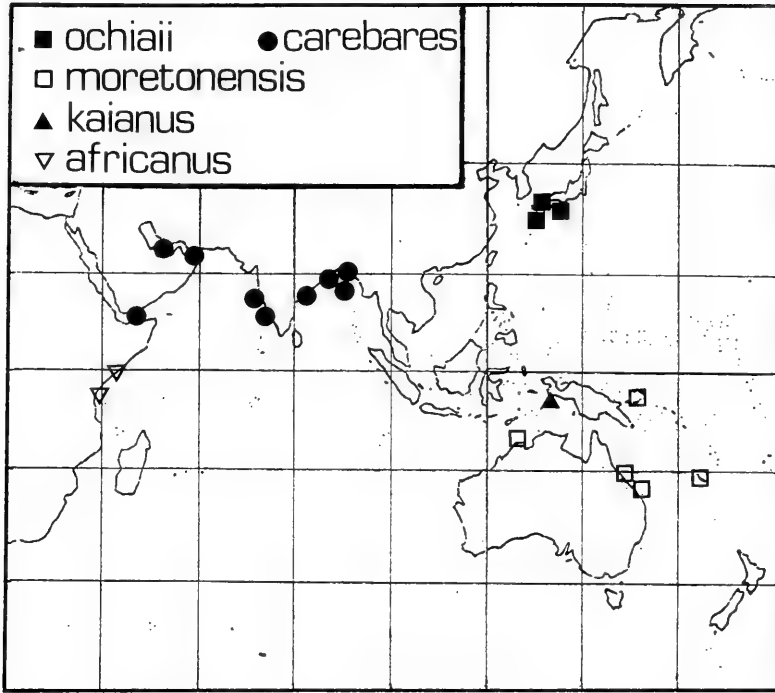 ■ ochiaii ● carebares
□ moretonensis
▲ kaianus
▽ africanus